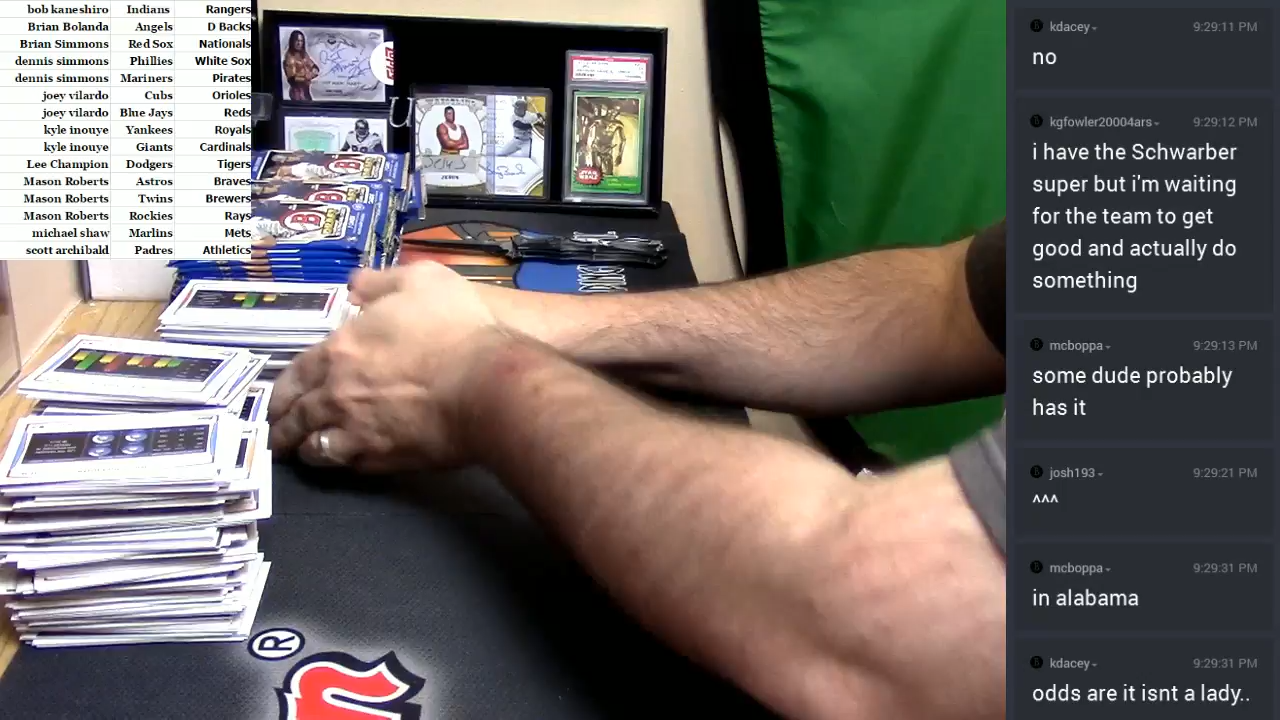 bob kaneshiro Indians Rangers
Brian Bolanda Angels D Backs
Brian Simmons Red Sox Nationals
dennis simmons Phillies White Sox
dennis simmons Mariners Pirates
joey vilardo Cubs Orioles
joey vilardo Blue Jays Reds
kyle inouye Yankees Royals
kyle inouye Giants Cardinals
Lee Champion Dodgers Tigers
Mason Roberts Astros Braves
Mason Roberts Twins Brewers
Mason Roberts Rockies Rays
michael shaw Marlins Mets
scott archibald Padres Athletics
STAR WARS
®
kdacey 9:29:11 PM
no
kgfowler20004ars 9:29:12 PM
i have the Schwarber
super but i'm waiting
for the team to get
good and actually do
something
mcboppa 9:29:13 PM
some dude probably
has it
josh193 9:29:21 PM
^^^
mcboppa 9:29:31 PM
in alabama
kdacey 9:29:31 PM
odds are it isnt a lady..